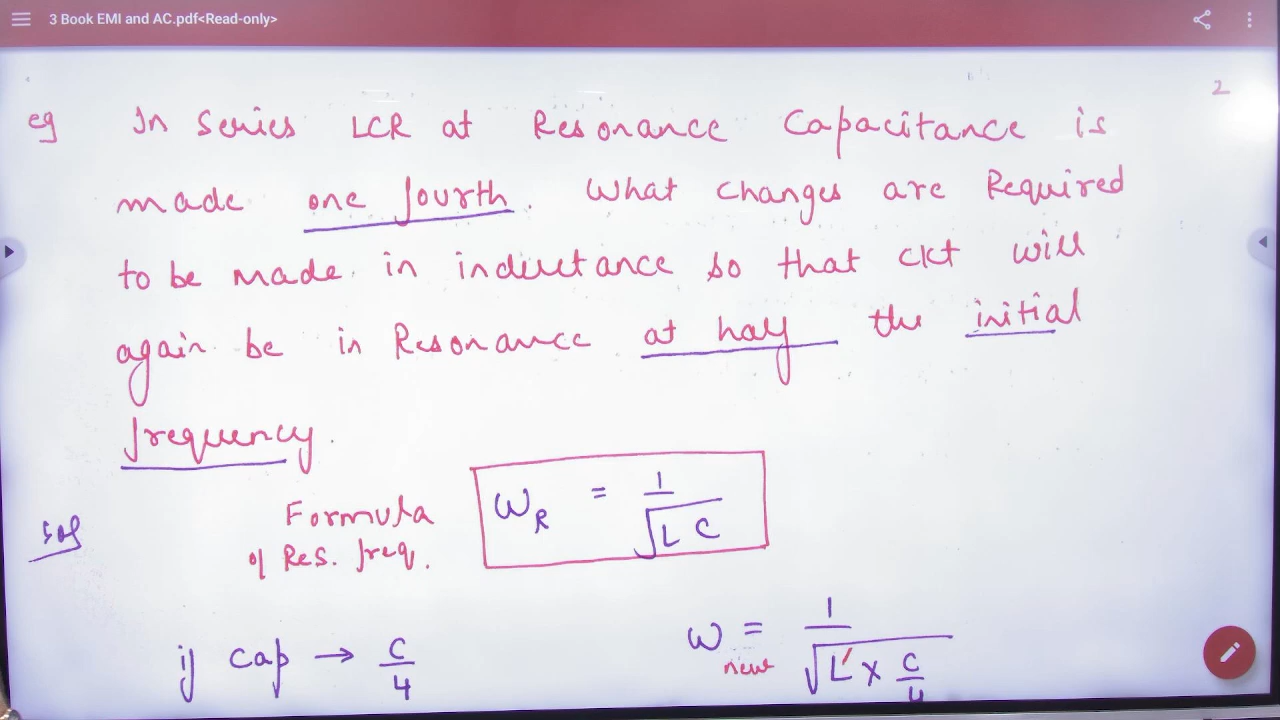 3 Book EMI and AC.pdf<Read-only>
2
eg In Series LCR at Resonance Capacitance is
made one fourth. What changes are Required
to be made in inductance so that ckt will
again be in Resonance at half the initial
frequency.
Formula
of Res. freq.
ω_R = 1/√LC
Sol
if cap → C/4
ω_new = 1/√L' × C/4